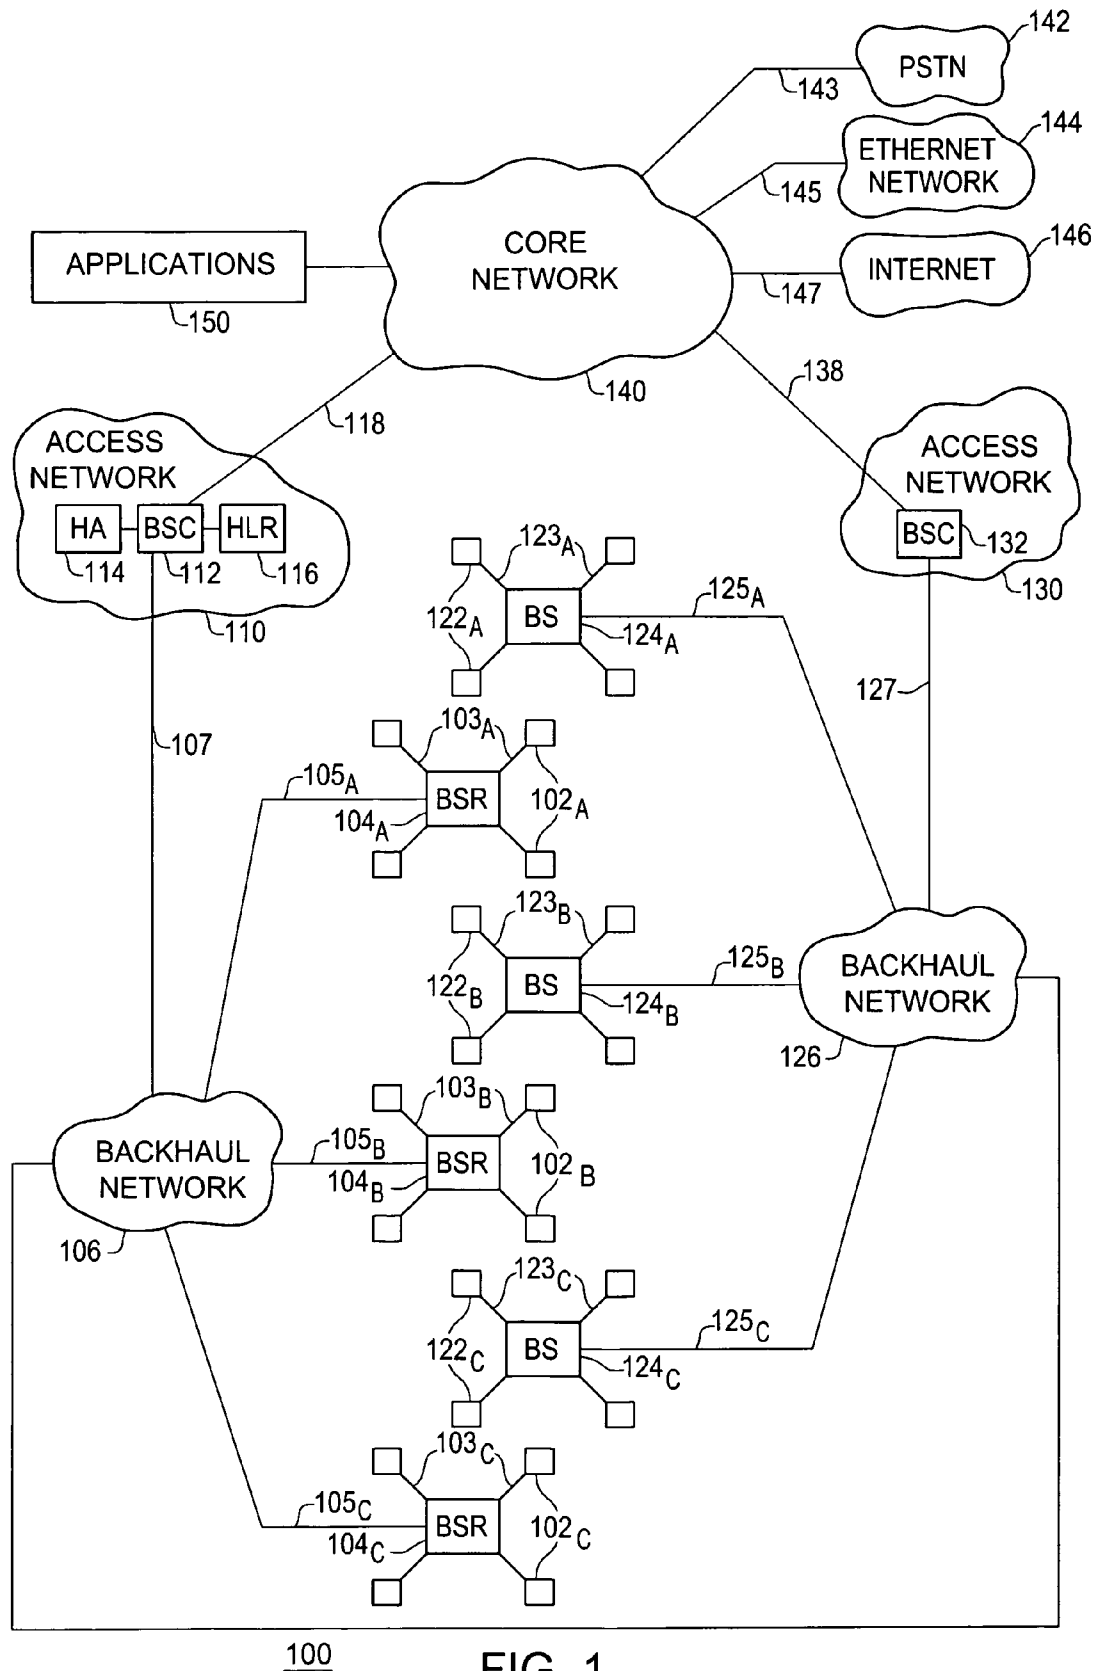 142
PSTN
143
144
ETHERNET
NETWORK
145
146
INTERNET
147
CORE
NETWORK
140
APPLICATIONS
150
118
138
ACCESS
NETWORK
HA
BSC
HLR
114
112
116
110
ACCESS
NETWORK
BSC
132
130
123A
122A
BS
124A
125A
127
107
103A
105A
BSR
104A
102A
123B
122B
BS
124B
125B
BACKHAUL
NETWORK
126
103B
BACKHAUL
NETWORK
105B
BSR
104B
102B
106
123C
122C
BS
124C
125C
103C
105C
BSR
104C
102C
100
FIG. 1